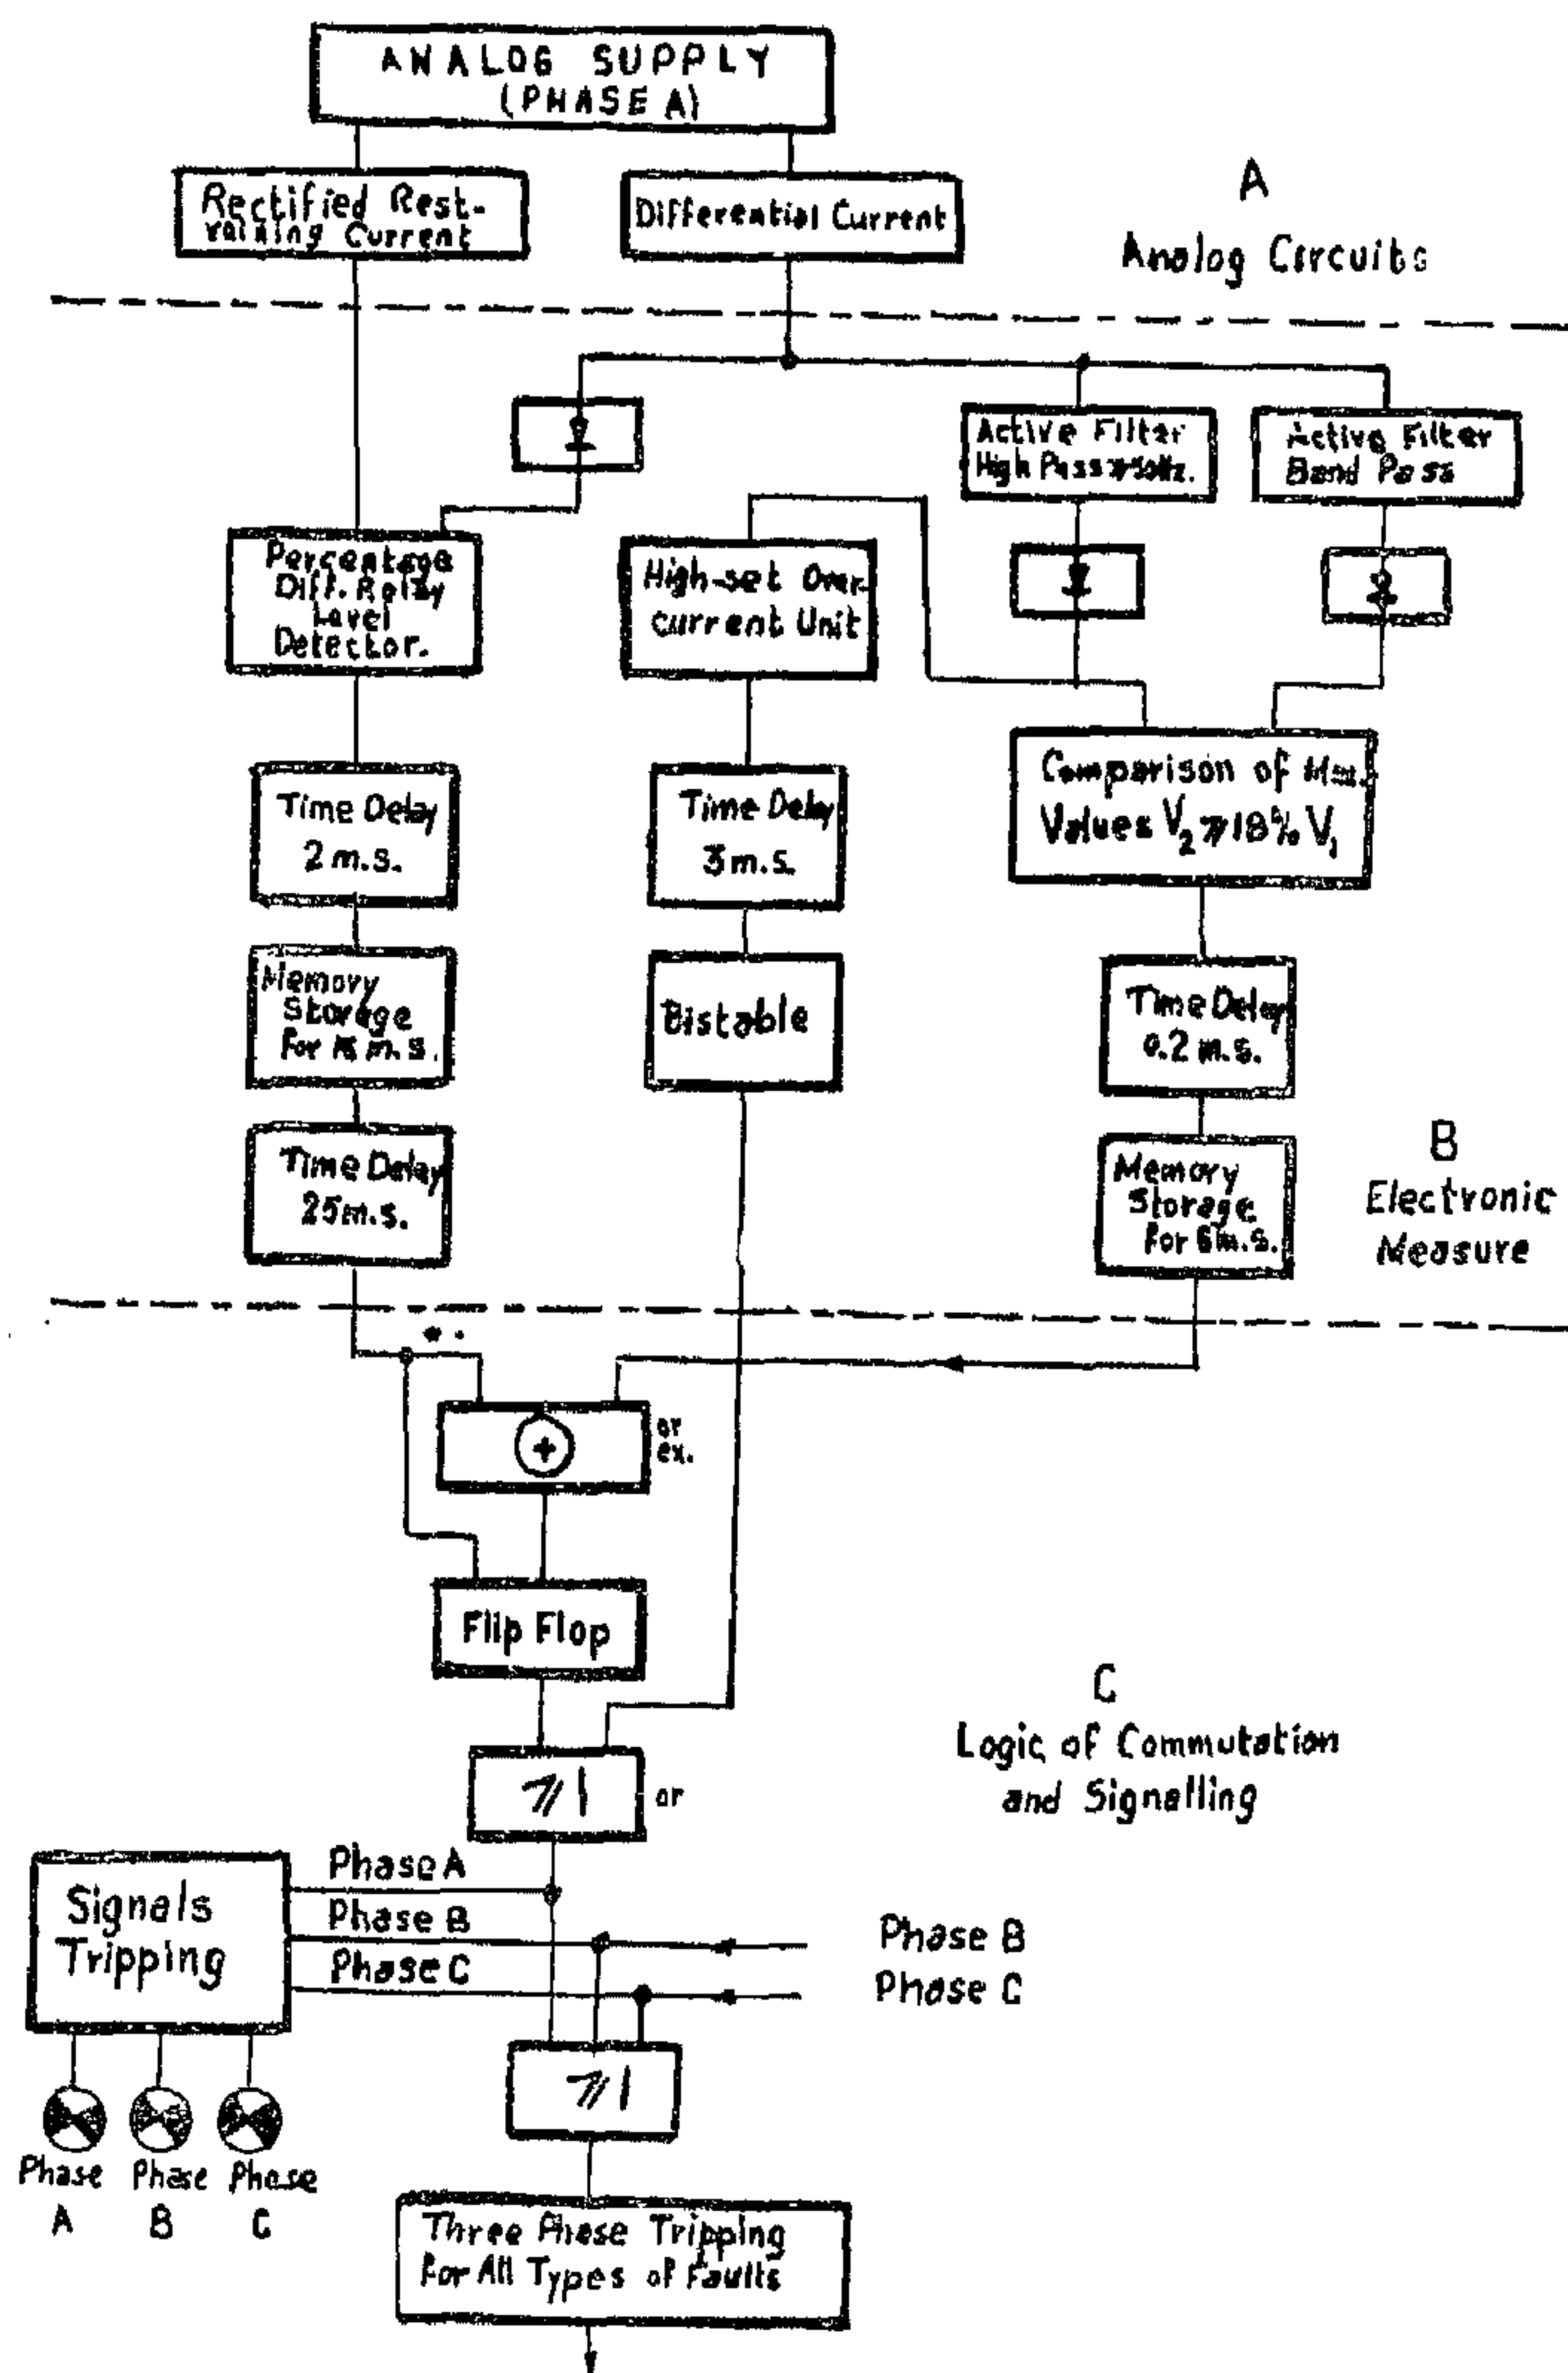 ANALOG SUPPLY
(PHASE A)
Rectified Rest-
raining Current
Differential Current
A
Analog Circuits
Active Filter
High Pass
Active Filter
Band Pass
Percentage
Diff. Relay
Level
Detector.
High-set Over-
current Unit
Comparison of
Values V₂ ⩾ 18% V₁
Time Delay
2 m.s.
Time Delay
3 m.s.
Memory
Storage
for m.s.
Bistable
Time Delay
0.2 m.s.
Time Delay
25 m.s.
Memory
Storage
for m.s.
B
Electronic
Measure
+
or
ex.
Flip Flop
C
Logic of Commutation
and Signalling
⩾1
or
Signals
Tripping
Phase A
Phase B
Phase C
Phase B
Phase C
⩾1
Phase
A
Phase
B
Phase
C
Three Phase Tripping
for All Types of Faults